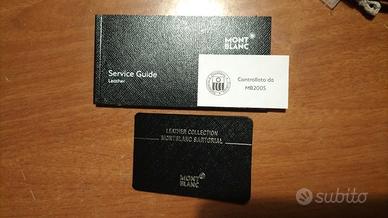 MONT
BLANC
Service Guide
Leather
Controllato da
MB2005
LEATHER COLLECTION
MONTBLANC SARTORIAL
MONT
BLANC
subito